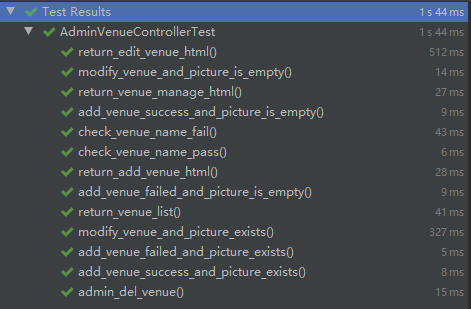 Test Results 1 s 44 ms
AdminVenueControllerTest 1 s 44 ms
return_edit_venue_html() 512 ms
modify_venue_and_picture_is_empty() 14 ms
return_venue_manage_html() 27 ms
add_venue_success_and_picture_is_empty() 9 ms
check_venue_name_fail() 43 ms
check_venue_name_pass() 6 ms
return_add_venue_html() 28 ms
add_venue_failed_and_picture_is_empty() 9 ms
return_venue_list() 41 ms
modify_venue_and_picture_exists() 327 ms
add_venue_failed_and_picture_exists() 5 ms
add_venue_success_and_picture_exists() 8 ms
admin_del_venue() 15 ms